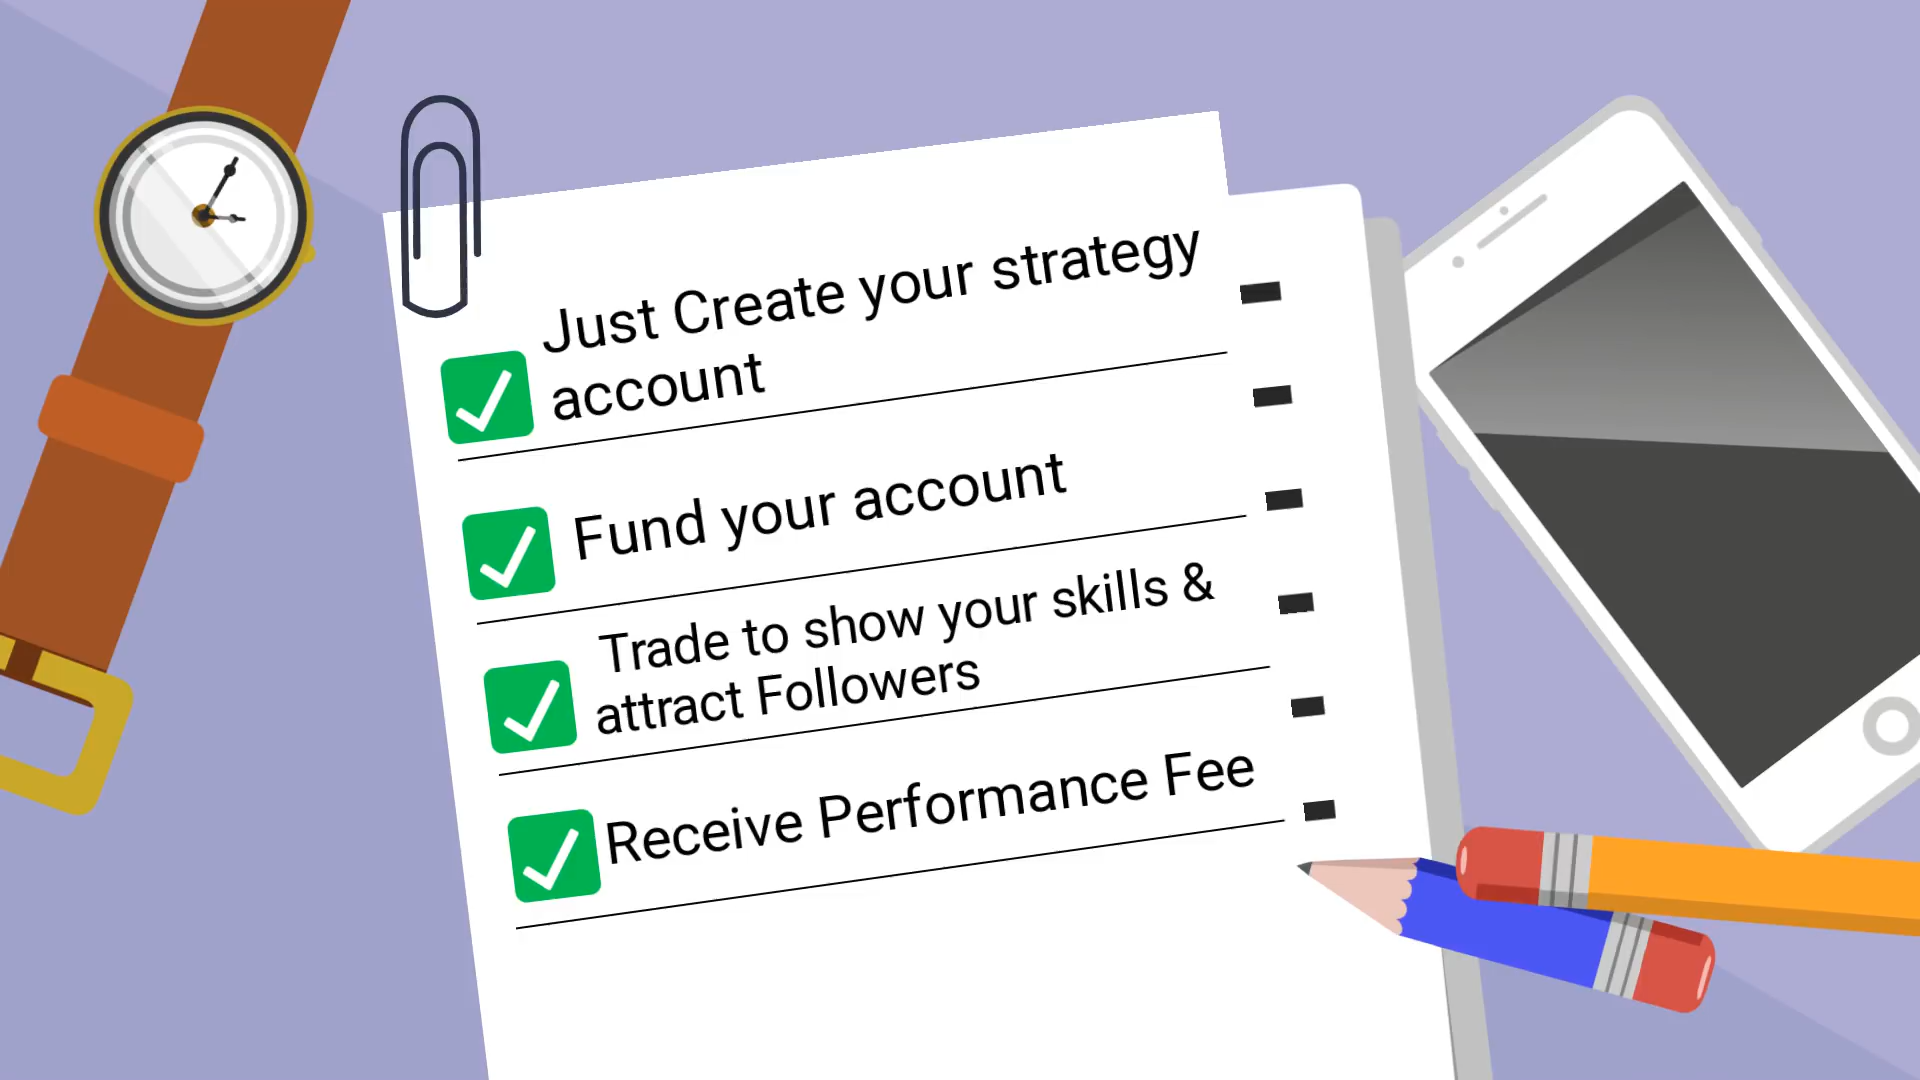 Just Create your strategy
account
Fund your account
Trade to show your skills &
attract Followers
Receive Performance Fee